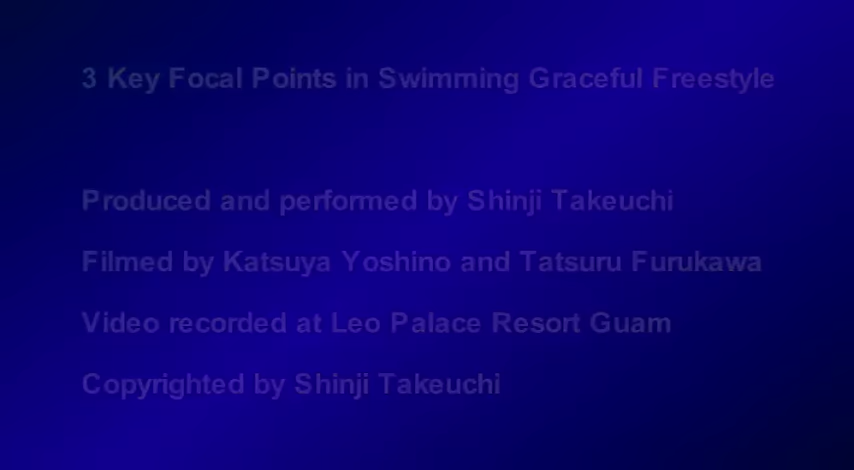 3 Key Focal Points in Swimming Graceful Freestyle
Produced and performed by Shinji Takeuchi
Filmed by Katsuya Yoshino and Tatsuru Furukawa
Video recorded at Leo Palace Resort Guam
Copyrighted by Shinji Takeuchi